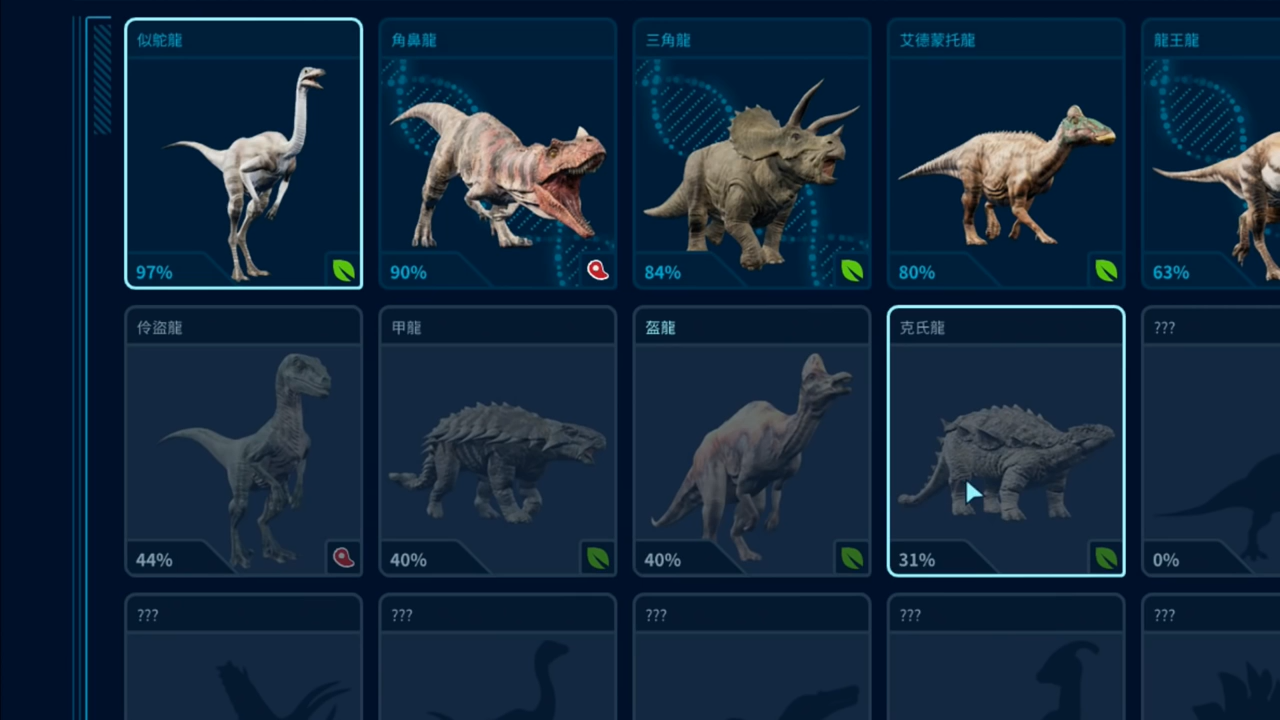 似鴕龍
角鼻龍
三角龍
艾德蒙托龍
龍王龍
97%
90%
84%
80%
63%
伶盜龍
甲龍
盔龍
克氏龍
???
44%
40%
40%
31%
0%
???
???
???
???
???